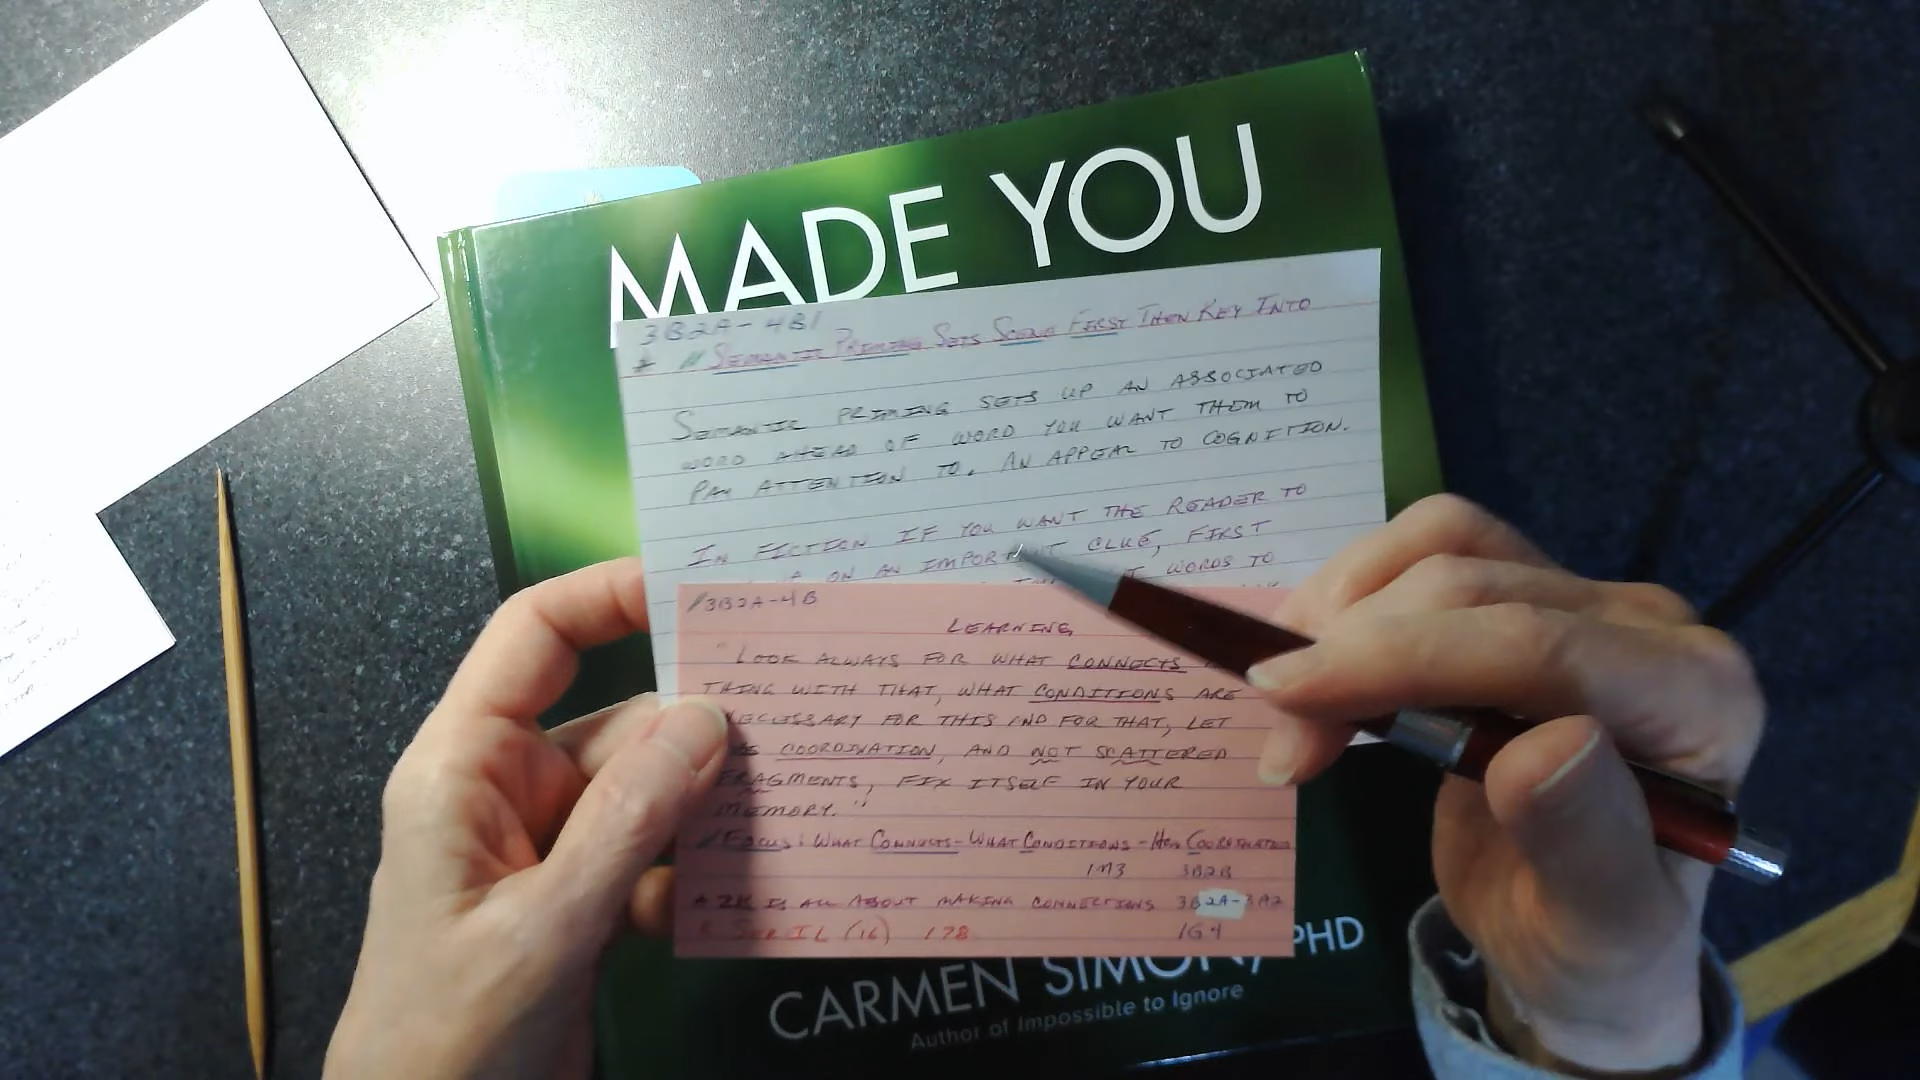 MADE YOU
3B2A-4B1
* // SEMANTIC PRIMING SETS SCENE FIRST THEN KEY INTO
SEMANTIC PRIMING SETS UP AN ASSOCIATED
WORD AHEAD OF WORD YOU WANT THEM TO
PAY ATTENTION TO. AN APPEAL TO COGNITION.
IN FICTION IF YOU WANT THE READER TO
ON AN IMPORTANT CLUE, FIRST
WORDS TO
/3B2A-4B
LEARNING
"LOOK ALWAYS FOR WHAT CONNECTS
THING WITH THAT, WHAT CONDITIONS ARE
NECESSARY FOR THIS AND FOR THAT, LET
COORDINATION, AND NOT SCATTERED
FRAGMENTS, FIX ITSELF IN YOUR
MEMORY."
/FOCUS: WHAT CONNECTS-WHAT CONDITIONS-HOW COORDINATION
1M3 3B2B
* ZK IS ALL ABOUT MAKING CONNECTIONS 3B2A-3A2
R SER IL (16) 178 1G4
CARMEN SIMON, PHD
Author of Impossible to Ignore